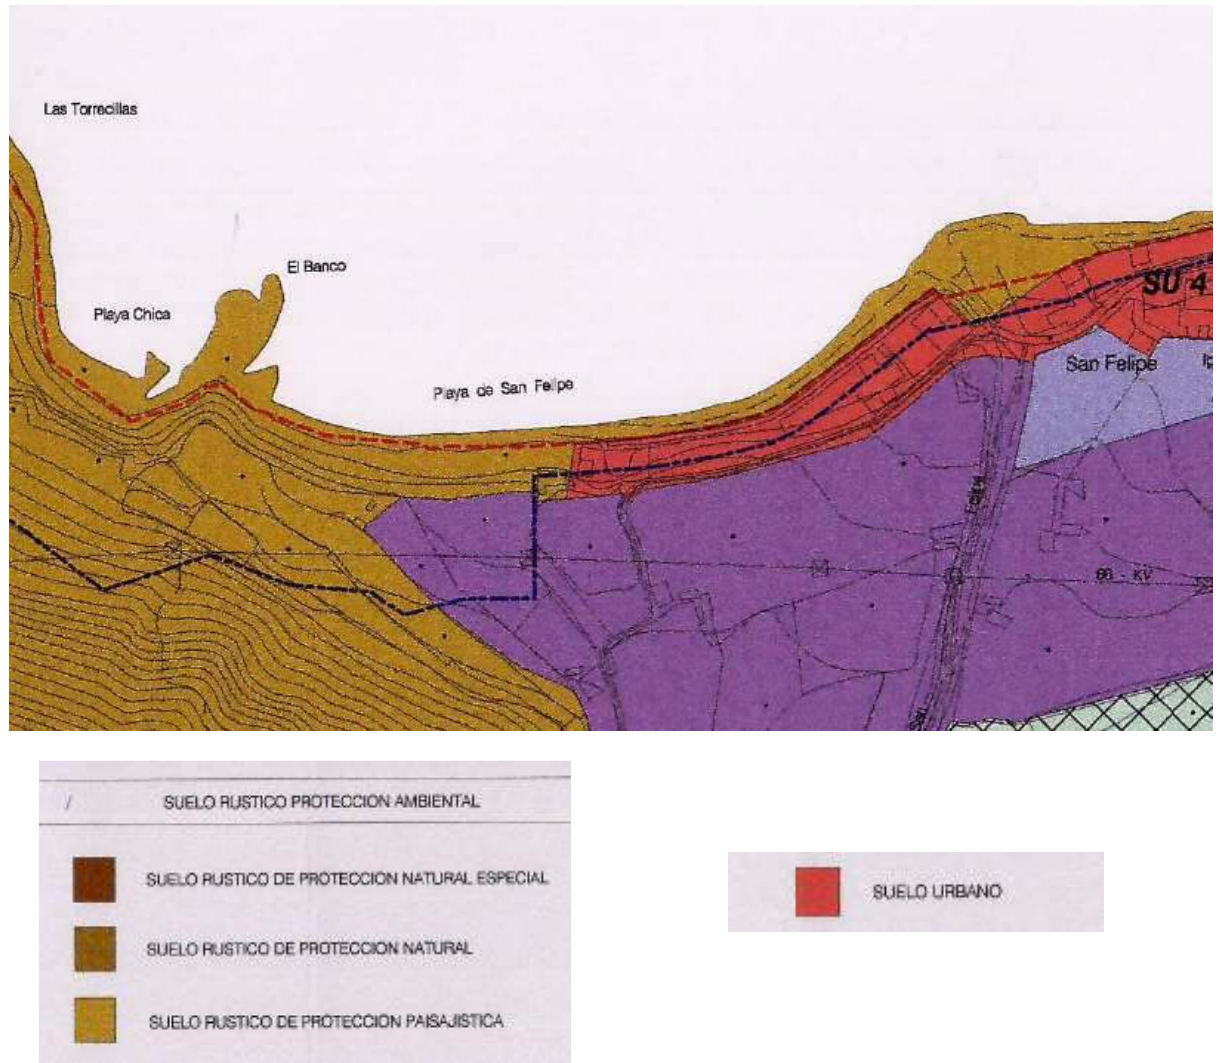 Las Torrecillas
El Banco
Playa Chica
SU 4
San Felipe
Playa de San Felipe
66 - KV
SUELO RUSTICO PROTECCION AMBIENTAL
SUELO RUSTICO DE PROTECCION NATURAL ESPECIAL
SUELO URBANO
SUELO RUSTICO DE PROTECCION NATURAL
SUELO RUSTICO DE PROTECCION PAISAJISTICA